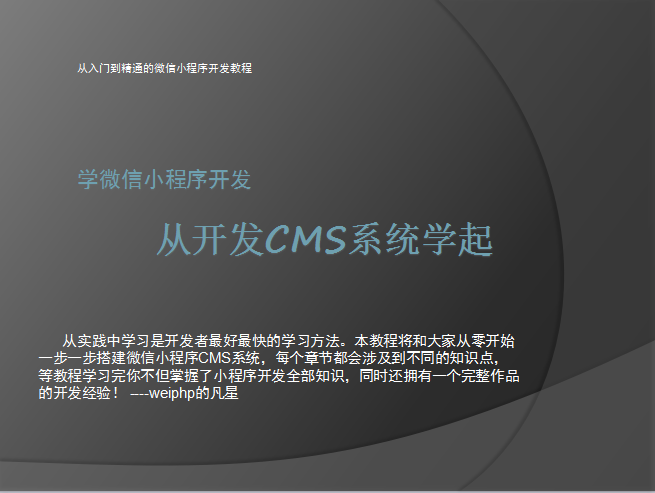 从入门到精通的微信小程序开发教程
学微信小程序开发
从开发CMS系统学起
从实践中学习是开发者最好最快的学习方法。本教程将和大家从零开始
一步一步搭建微信小程序CMS系统，每个章节都会涉及到不同的知识点，
等教程学习完你不但掌握了小程序开发全部知识，同时还拥有一个完整作品
的开发经验！ ----weiphp的凡星